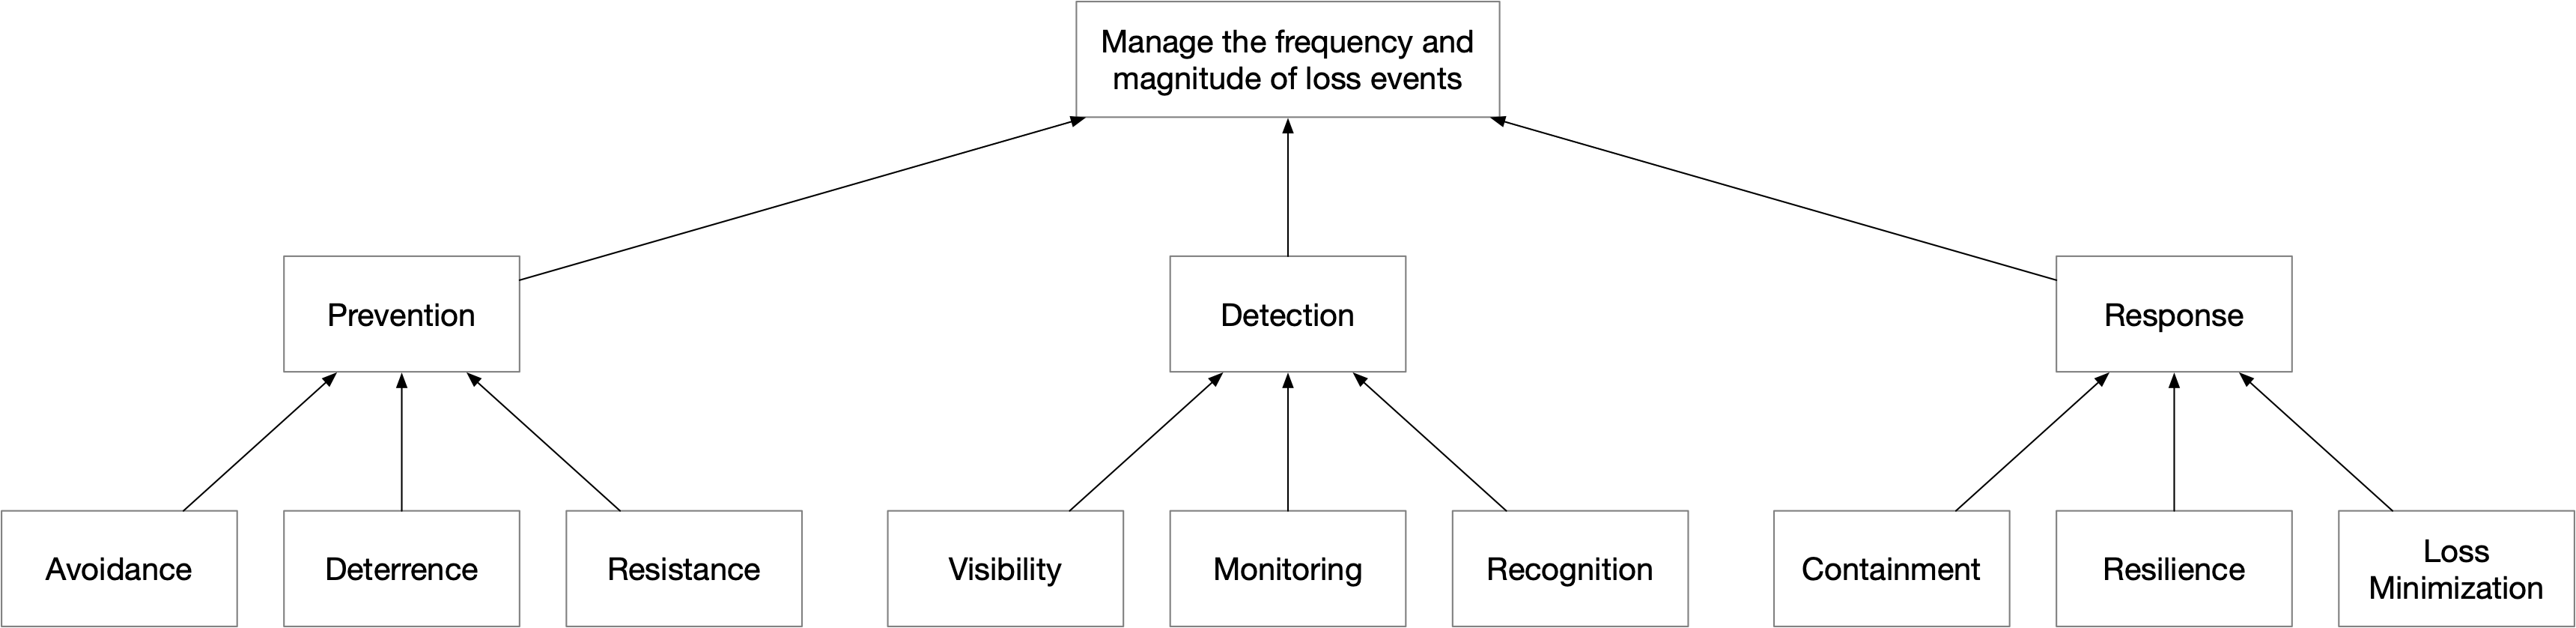 Manage the frequency and
magnitude of loss events
Prevention
Detection
Response
Avoidance
Deterrence
Resistance
Visibility
Monitoring
Recognition
Containment
Resilience
Loss
Minimization